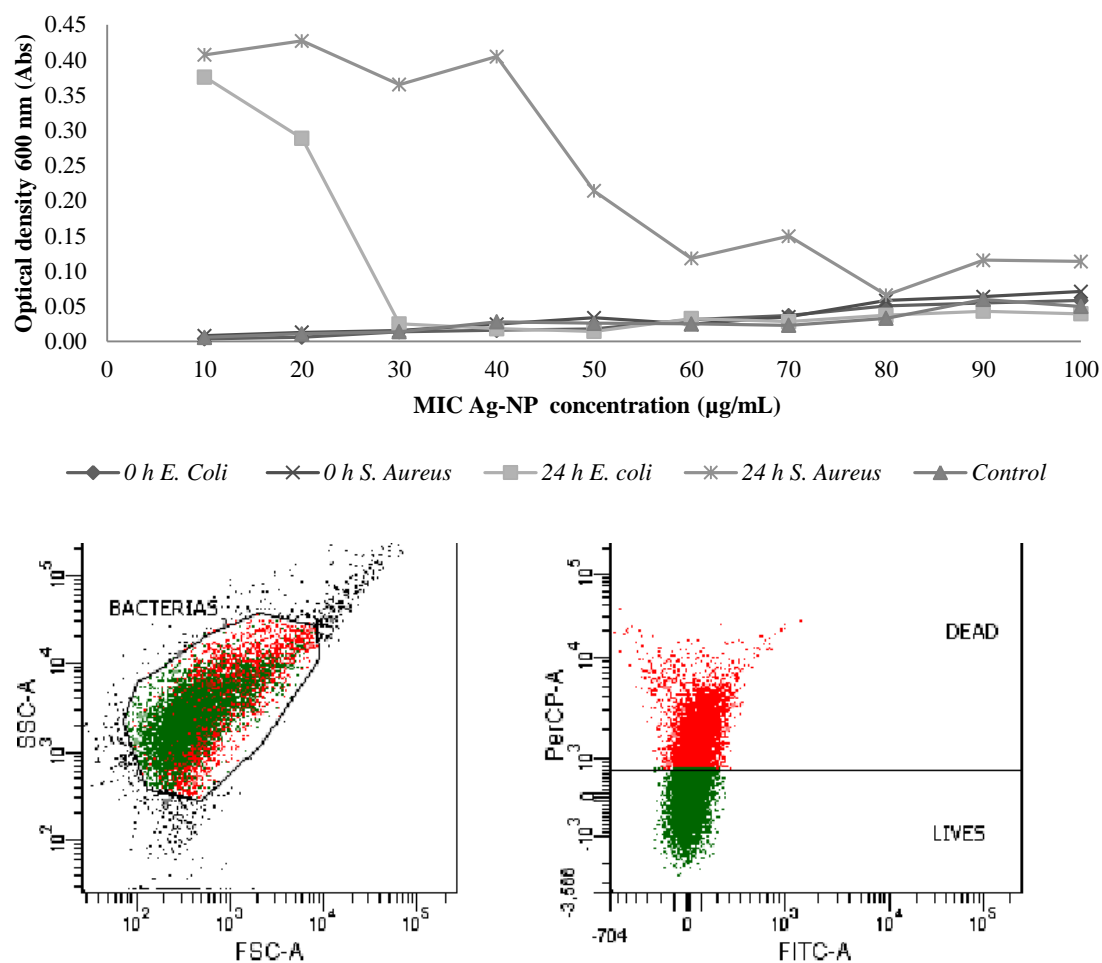 0.45
0.40
0.35
0.30
0.25
0.20
0.15
0.10
0.05
0.00
Optical density 600 nm (Abs)
0 10 20 30 40 50 60 70 80 90 100
MIC Ag-NP concentration (µg/mL)
0 h E. Coli 0 h S. Aureus 24 h E. coli 24 h S. Aureus Control
BACTERIAS
SSC-A
10^5
10^4
10^3
10^2
10^2 10^3 10^4 10^5
FSC-A
DEAD
LIVES
PerCP-A
10^5
10^4
10^3
0
-10^3
-3,566
-704 0 10^3 10^4 10^5
FITC-A